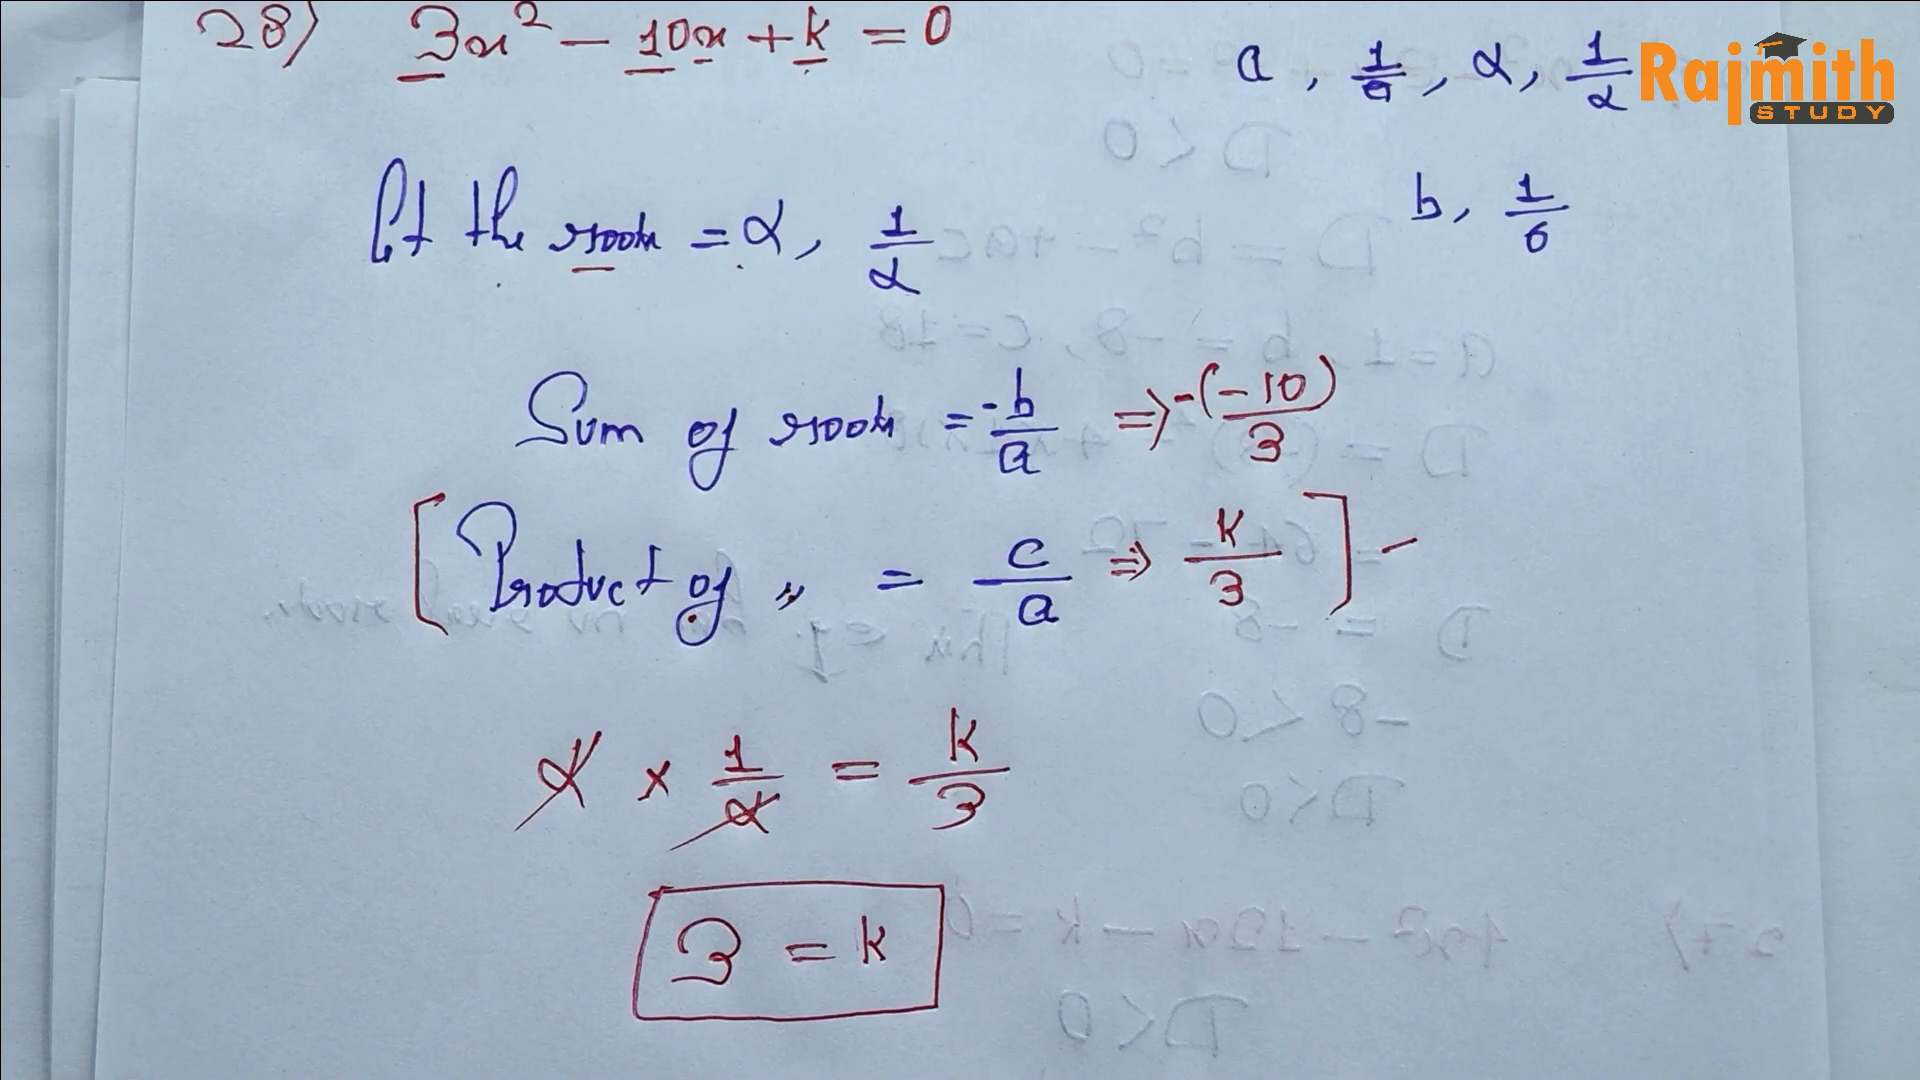 28) 3x² - 10x + k = 0
a, 1/a, α, 1/α
Rajmith
STUDY
b, 1/b
let the roots = α, 1/α
Sum of roots = -b/a ⇒ -(-10)/3
[Product of ,, = c/a ⇒ k/3] -
α × 1/α = k/3
3 = k